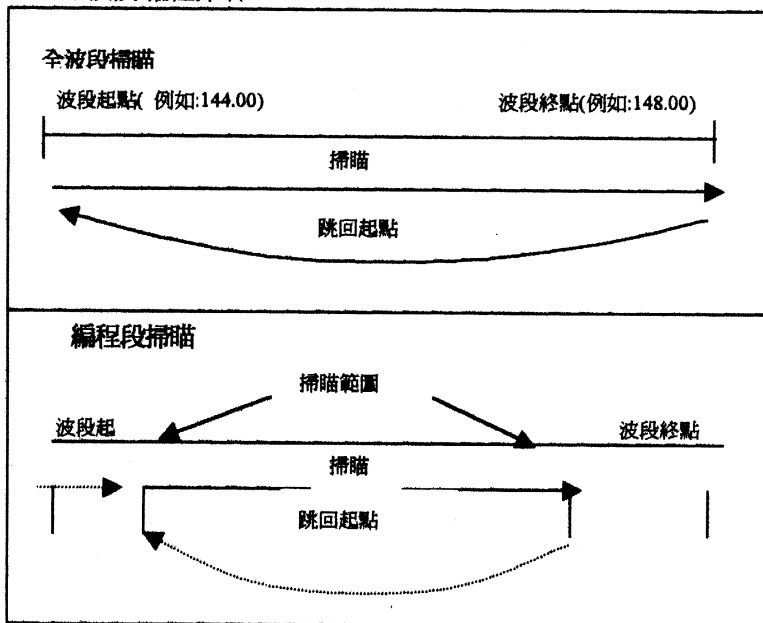 全波段掃瞄
波段起點( 例如:144.00)
波段終點(例如:148.00)
掃瞄
跳回起點
編程段掃瞄
掃瞄範圍
波段起
波段終點
掃瞄
跳回起點